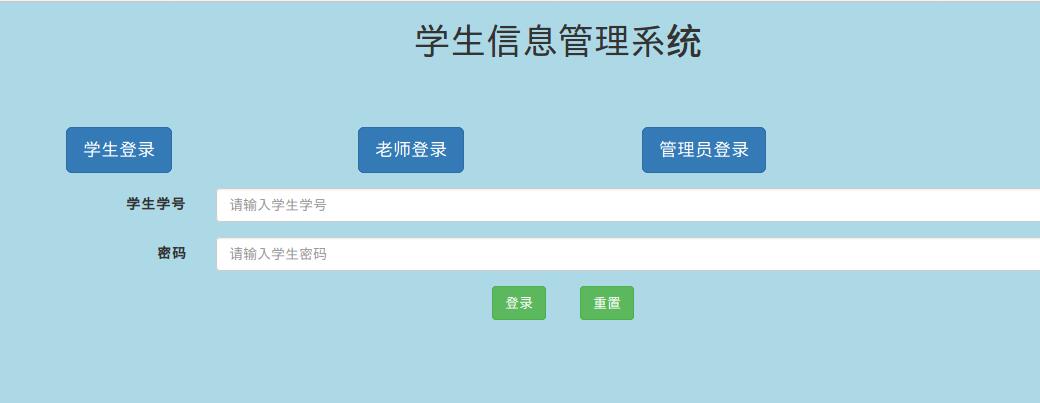 学生信息管理系统
学生登录 老师登录 管理员登录
学生学号 请输入学生学号
密码 请输入学生密码
登录 重置